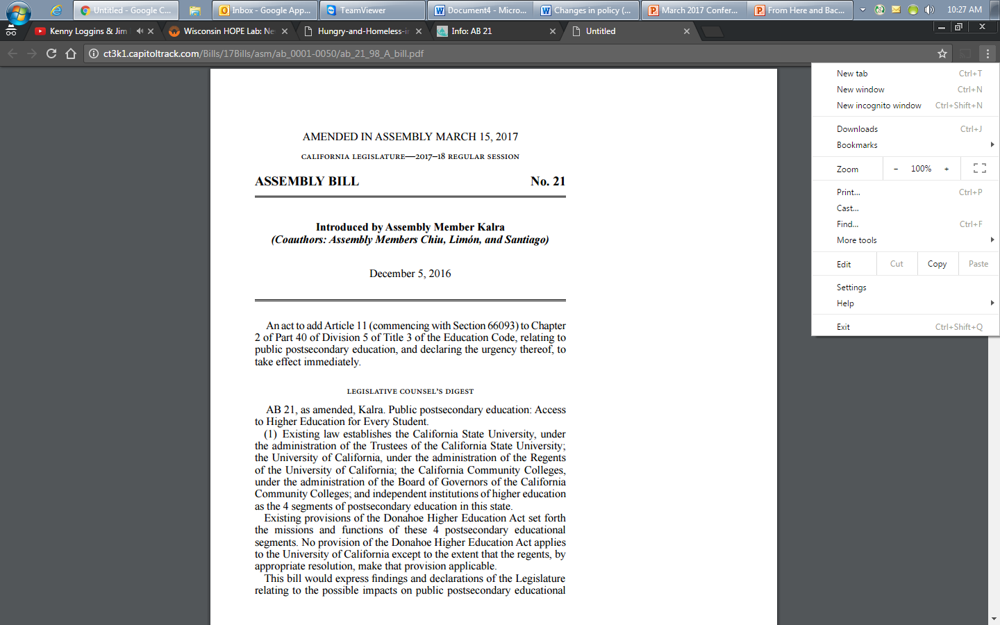 Untitled - Google C...
Inbox - Google App...
TeamViewer
Document4 - Micro...
Changes in policy (...
March 2017 Confer...
From Here and Bac...
10:27 AM
Kenny Loggins & Jim
Wisconsin HOPE Lab: Ne
Hungry-and-Homeless-i
Info: AB 21
Untitled
ct3k1.capitoltrack.com/Bills/17Bills/asm/ab_0001-0050/ab_21_98_A_bill.pdf
New tab Ctrl+T
New window Ctrl+N
New incognito window Ctrl+Shift+N
Downloads Ctrl+J
Bookmarks
Zoom - 100% +
Print... Ctrl+P
Cast...
Find... Ctrl+F
More tools
Edit Cut Copy Paste
Settings
Help
Exit Ctrl+Shift+Q
AMENDED IN ASSEMBLY MARCH 15, 2017
CALIFORNIA LEGISLATURE—2017–18 REGULAR SESSION
ASSEMBLY BILL No. 21
Introduced by Assembly Member Kalra
(Coauthors: Assembly Members Chiu, Limón, and Santiago)
December 5, 2016
An act to add Article 11 (commencing with Section 66093) to Chapter
2 of Part 40 of Division 5 of Title 3 of the Education Code, relating to
public postsecondary education, and declaring the urgency thereof, to
take effect immediately.
LEGISLATIVE COUNSEL'S DIGEST
AB 21, as amended, Kalra. Public postsecondary education: Access
to Higher Education for Every Student.
(1) Existing law establishes the California State University, under
the administration of the Trustees of the California State University;
the University of California, under the administration of the Regents
of the University of California; the California Community Colleges,
under the administration of the Board of Governors of the California
Community Colleges; and independent institutions of higher education
as the 4 segments of postsecondary education in this state.
Existing provisions of the Donahoe Higher Education Act set forth
the missions and functions of these 4 postsecondary educational
segments. No provision of the Donahoe Higher Education Act applies
to the University of California except to the extent that the regents, by
appropriate resolution, make that provision applicable.
This bill would express findings and declarations of the Legislature
relating to the possible impacts on public postsecondary educational